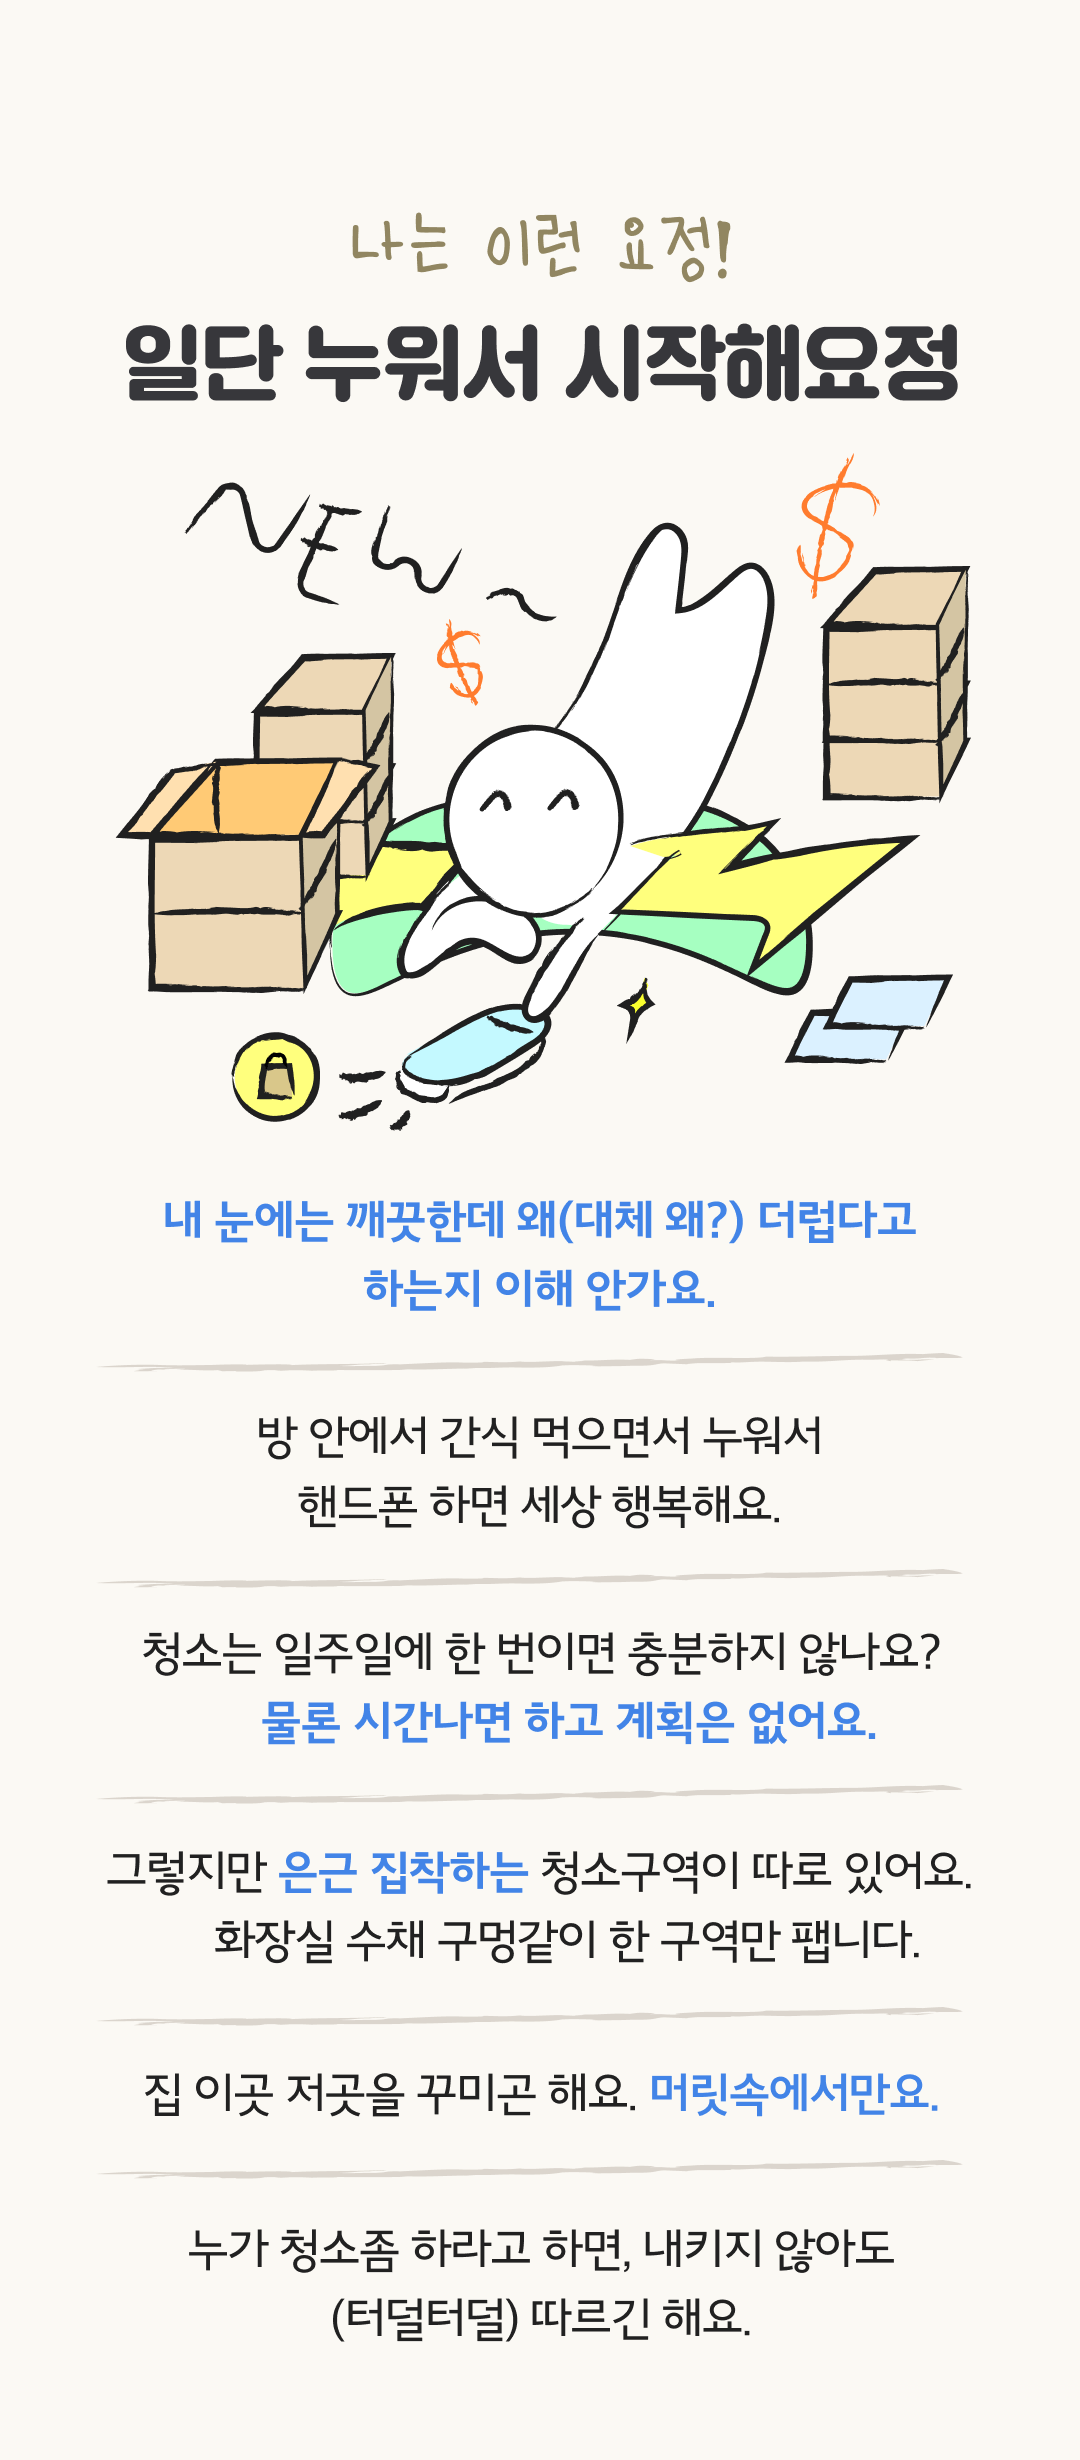 나는 이런 요정!
일단 누워서 시작해요정
NEW~
$
$
내 눈에는 깨끗한데 왜(대체 왜?) 더럽다고
하는지 이해 안가요.
방 안에서 간식 먹으면서 누워서
핸드폰 하면 세상 행복해요.
청소는 일주일에 한 번이면 충분하지 않나요?
물론 시간나면 하고 계획은 없어요.
그렇지만 은근 집착하는 청소구역이 따로 있어요.
화장실 수채 구멍같이 한 구역만 팹니다.
집 이곳 저곳을 꾸미곤 해요. 머릿속에서만요.
누가 청소좀 하라고 하면, 내키지 않아도
(터덜터덜) 따르긴 해요.